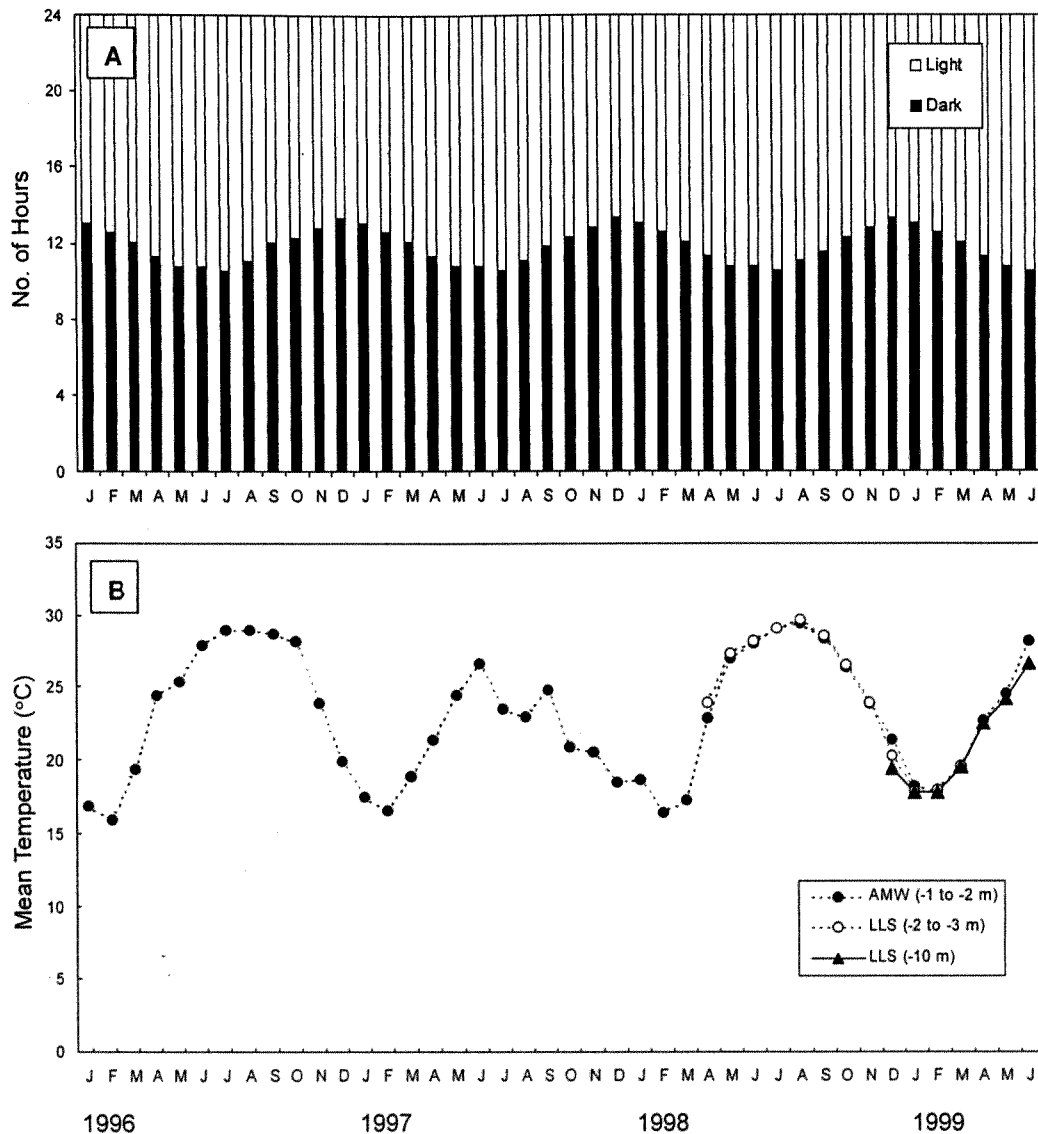 A
24
20
16
12
8
4
0
No. of Hours
Light
Dark
J F M A M J J A S O N D J F M A M J J A S O N D J F M A M J J A S O N D J F M A M J
B
35
30
25
20
15
10
5
0
Mean Temperature (°C)
AMW (-1 to -2 m)
LLS (-2 to -3 m)
LLS (-10 m)
J F M A M J J A S O N D J F M A M J J A S O N D J F M A M J J A S O N D J F M A M J
1996 1997 1998 1999